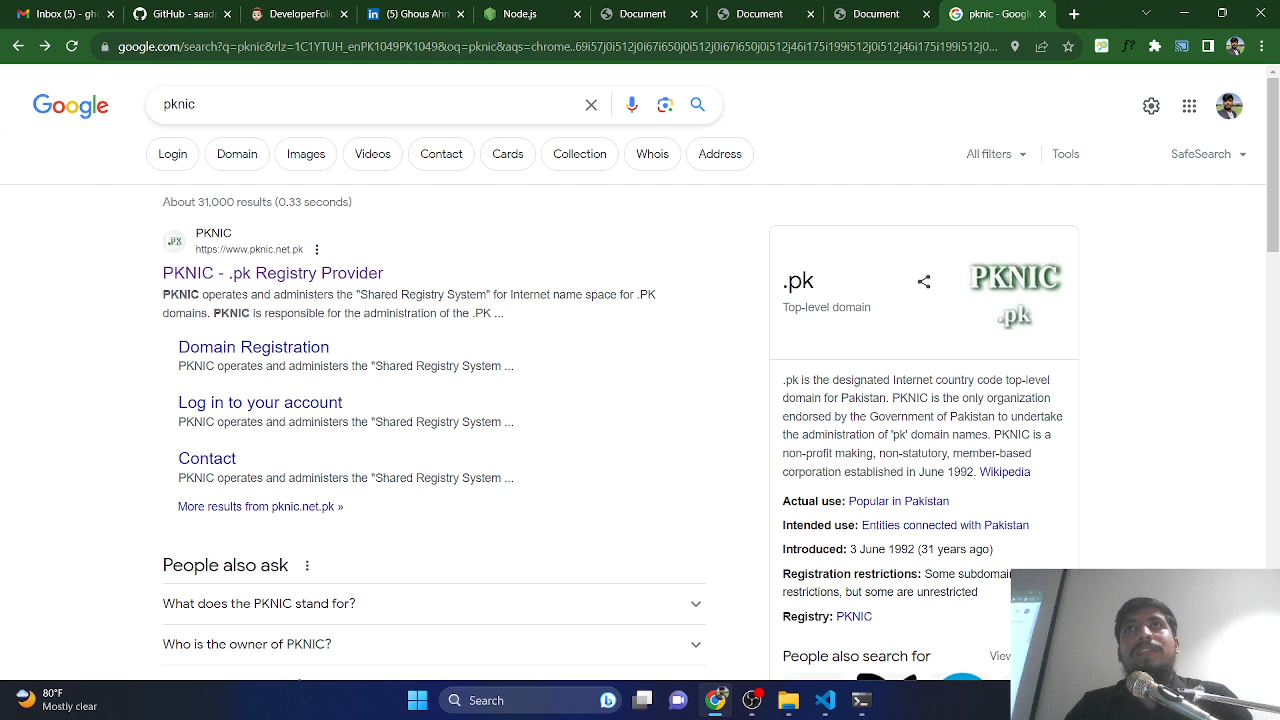 Inbox (5) - gh
GitHub - saad
DeveloperFolio
(5) Ghous Ahm
Node.js
Document
Document
Document
pknic - Google
google.com/search?q=pknic&rlz=1C1YTUH_enPK1049PK1049&oq=pknic&aqs=chrome..69i57j0i512j0i67i650j0i512j0i67i650j0i512j46i175i199i512j0i512j46i175i199i512j0...
Google
pknic
Login
Domain
Images
Videos
Contact
Cards
Collection
Whois
Address
All filters
Tools
SafeSearch
About 31,000 results (0.33 seconds)
.PK
PKNIC
https://www.pknic.net.pk
PKNIC - .pk Registry Provider
PKNIC operates and administers the "Shared Registry System" for Internet name space for .PK
domains. PKNIC is responsible for the administration of the .PK ...
Domain Registration
PKNIC operates and administers the "Shared Registry System ...
Log in to your account
PKNIC operates and administers the "Shared Registry System ...
Contact
PKNIC operates and administers the "Shared Registry System ...
More results from pknic.net.pk »
People also ask
What does the PKNIC stand for?
Who is the owner of PKNIC?
.pk
Top-level domain
PKNIC
.pk
.pk is the designated Internet country code top-level
domain for Pakistan. PKNIC is the only organization
endorsed by the Government of Pakistan to undertake
the administration of 'pk' domain names. PKNIC is a
non-profit making, non-statutory, member-based
corporation established in June 1992. Wikipedia
Actual use: Popular in Pakistan
Intended use: Entities connected with Pakistan
Introduced: 3 June 1992 (31 years ago)
Registration restrictions: Some subdomai
restrictions, but some are unrestricted
Registry: PKNIC
People also search for
View
80°F
Mostly clear
Search